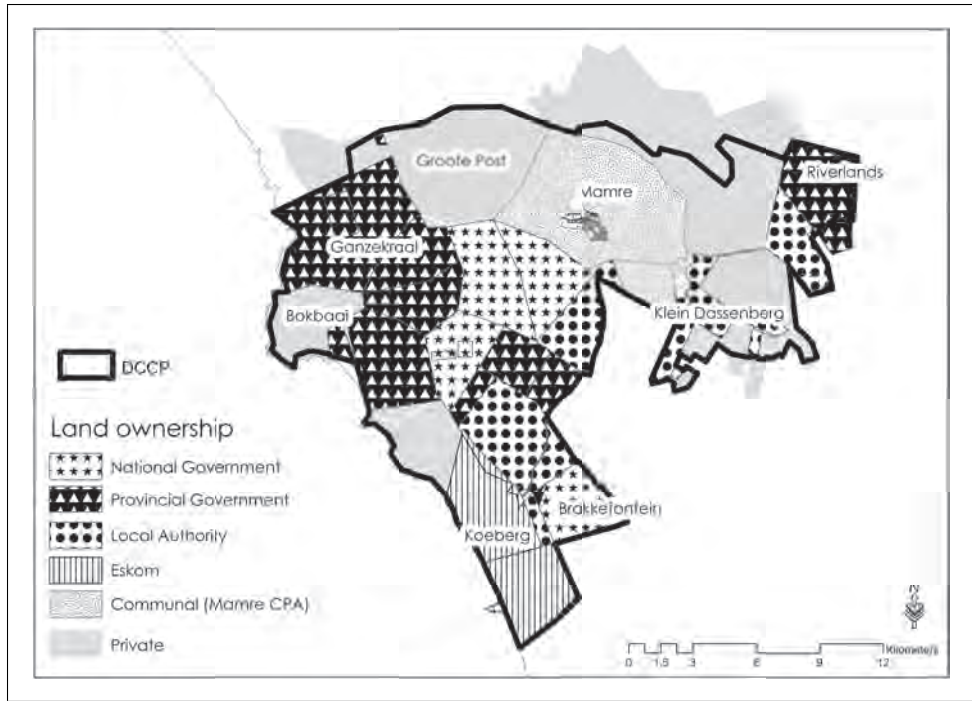 Groote Post
Riverlands
Mamre
Ganzekraal
Bokbaai
Klein Dassenberg
DCCP
Land ownership
National Government
Provincial Government
Local Authority
Eskom
Communal (Mamre CPA)
Private
Brakkefontein
Koeberg
N
Kilometers
0 1.5 3 6 9 12